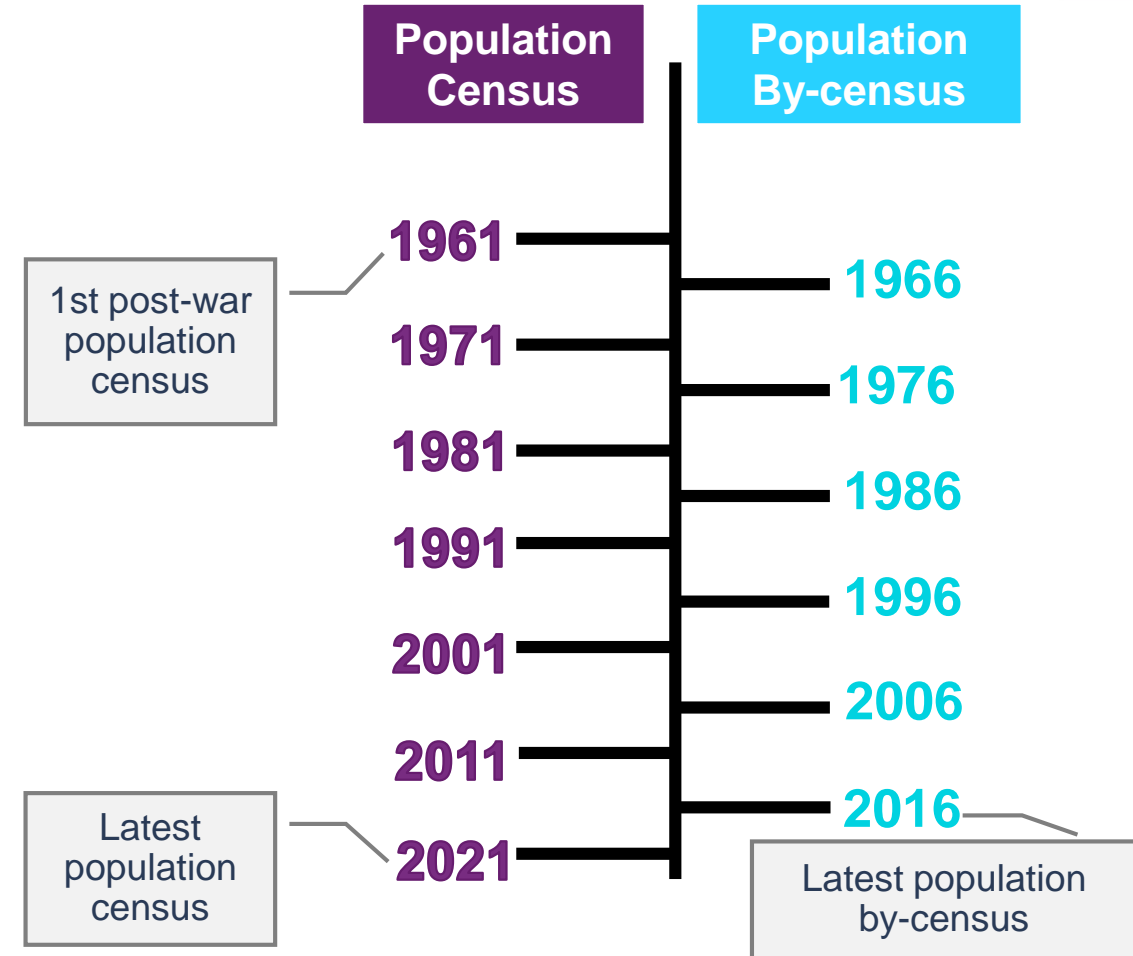 Population
Census
Population
By-census
1961
1966
1st post-war
population
census
1971
1976
1981
1986
1991
1996
2001
2006
2011
2016
Latest
population
census
2021
Latest population
by-census